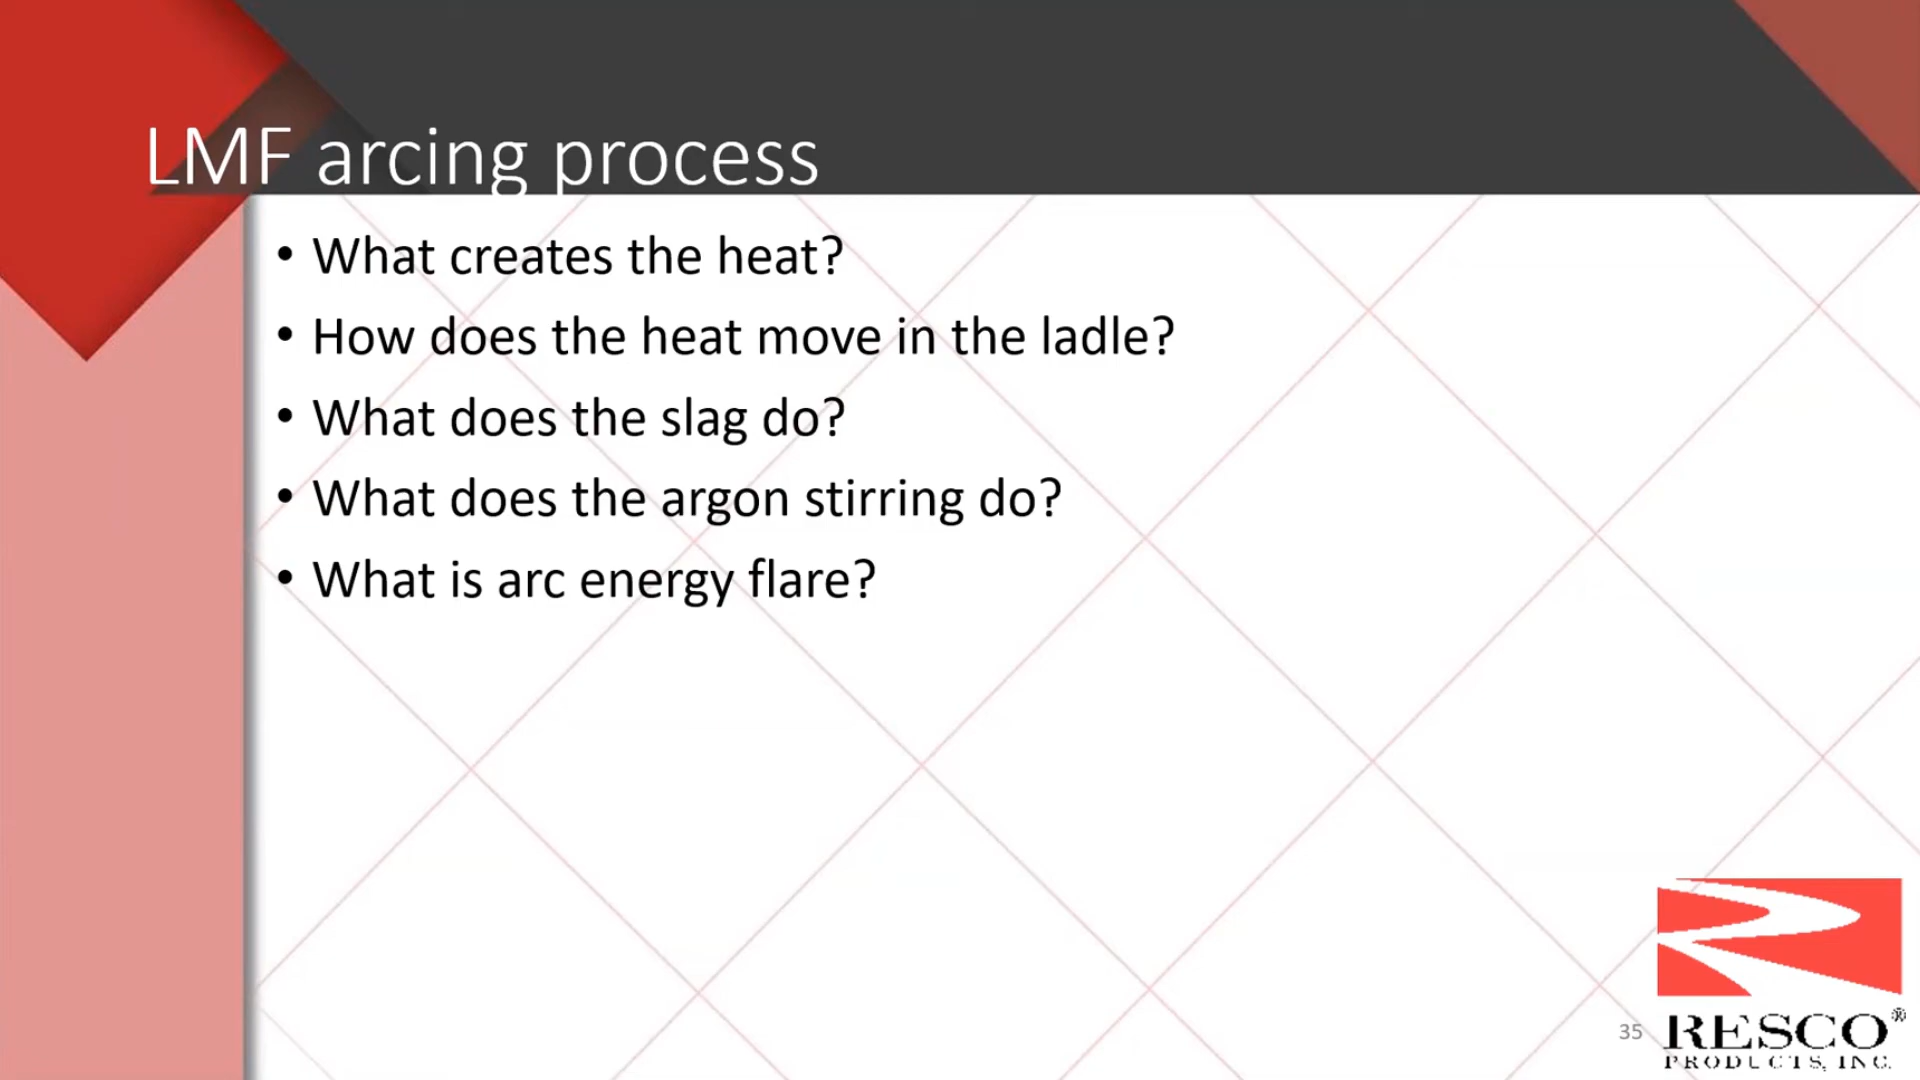 LMF arcing process
• What creates the heat?
• How does the heat move in the ladle?
• What does the slag do?
• What does the argon stirring do?
• What is arc energy flare?
35
RESCO®
PRODUCTS, INC.